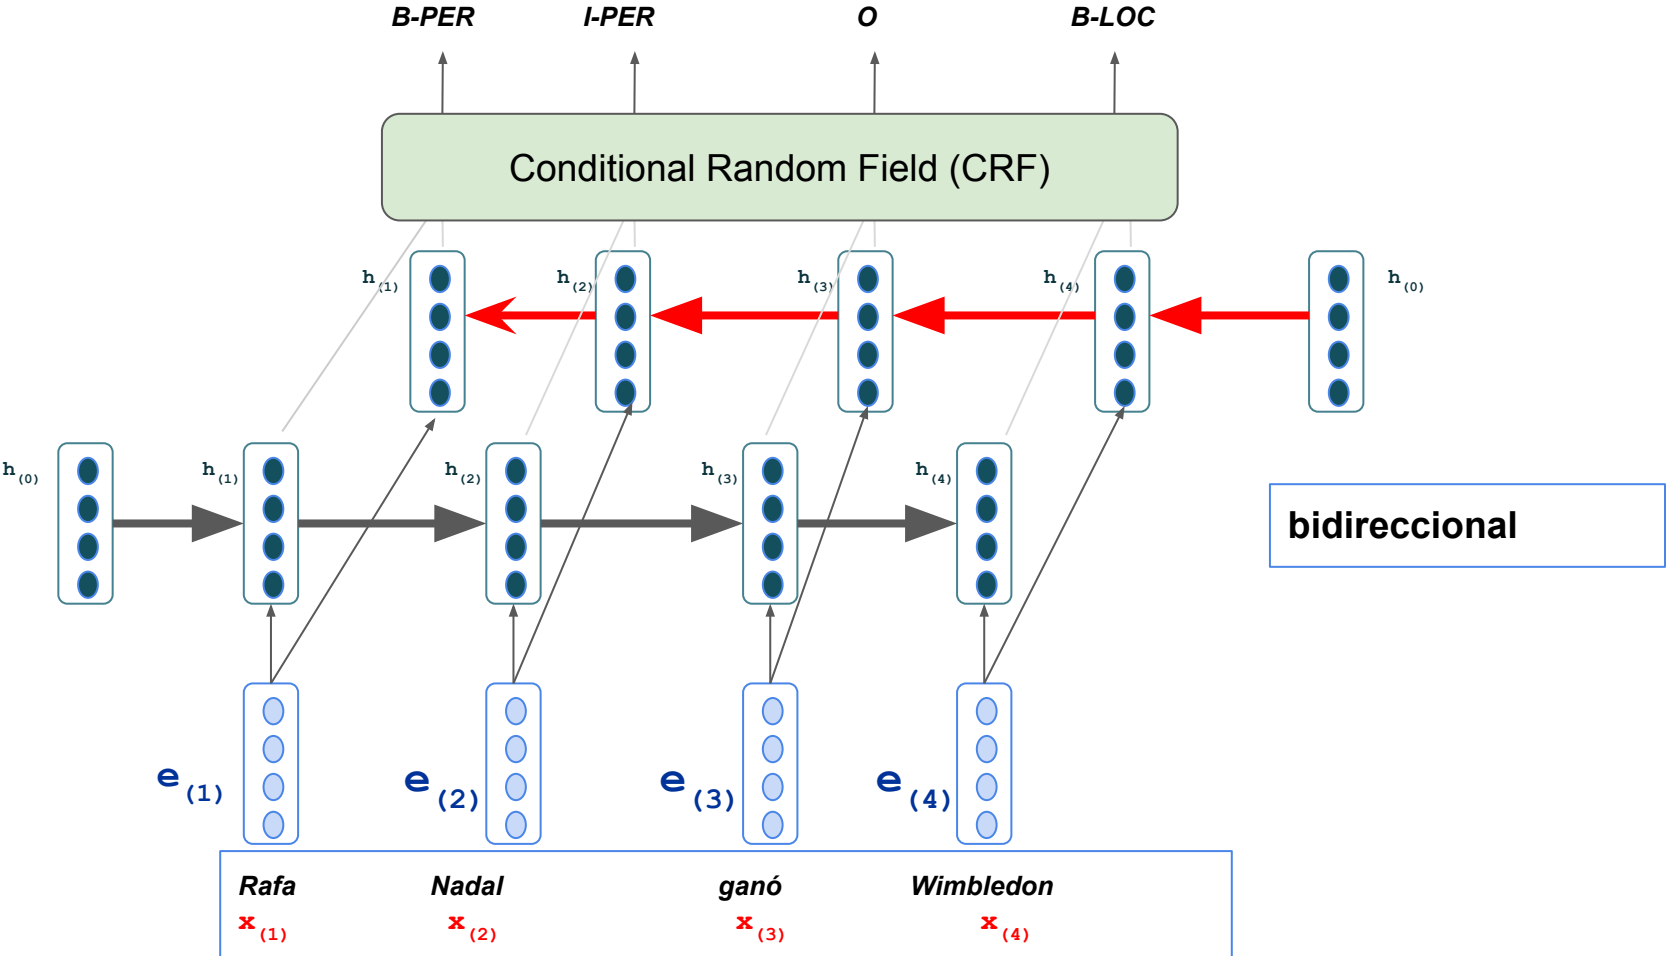 B-PER I-PER O B-LOC
Conditional Random Field (CRF)
h(1) h(2) h(3) h(4) h(0)
h(0) h(1) h(2) h(3) h(4)
bidireccional
e(1) e(2) e(3) e(4)
Rafa Nadal ganó Wimbledon
x(1) x(2) x(3) x(4)